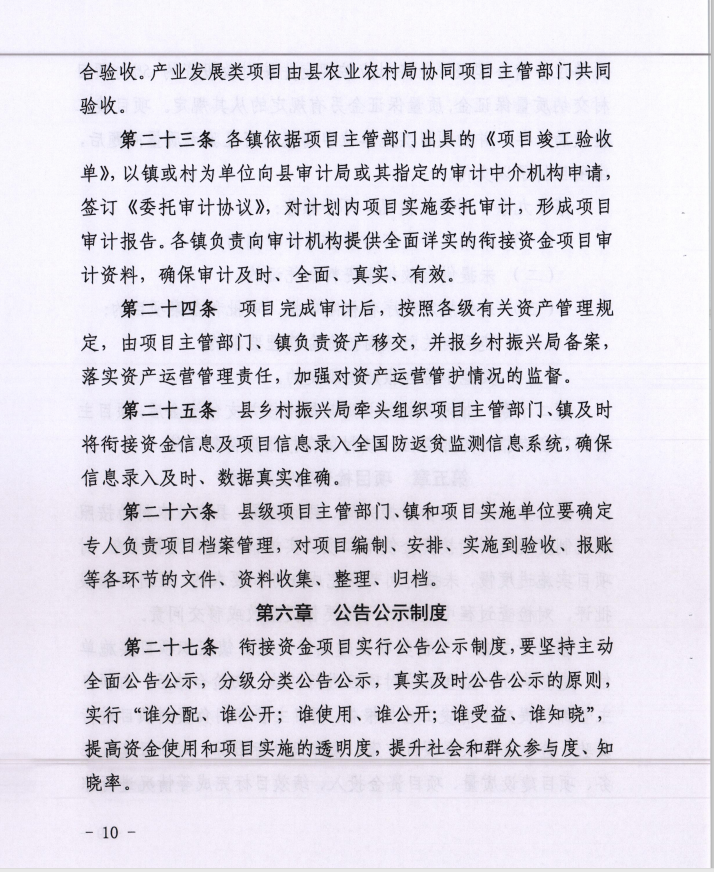 合验收。产业发展类项目由县农业农村局协同项目主管部门共同
验收。
第二十三条 各镇依据项目主管部门出具的《项目竣工验收
单》，以镇或村为单位向县审计局或其指定的审计中介机构申请，
签订《委托审计协议》，对计划内项目实施委托审计，形成项目
审计报告。各镇负责向审计机构提供全面详实的衔接资金项目审
计资料，确保审计及时、全面、真实、有效。
第二十四条 项目完成审计后，按照各级有关资产管理规
定，由项目主管部门、镇负责资产移交，并报乡村振兴局备案，
落实资产运营管理责任，加强对资产运营管护情况的监督。
第二十五条 县乡村振兴局牵头组织项目主管部门、镇及时
将衔接资金信息及项目信息录入全国防返贫监测信息系统，确保
信息录入及时、数据真实准确。
第二十六条 县级项目主管部门、镇和项目实施单位要确定
专人负责项目档案管理，对项目编制、安排、实施到验收、报账
等各环节的文件、资料收集、整理、归档。
第六章 公告公示制度
第二十七条 衔接资金项目实行公告公示制度，要坚持主动
全面公告公示，分级分类公告公示，真实及时公告公示的原则，
实行“谁分配、谁公开；谁使用、谁公开；谁受益、谁知晓”，
提高资金使用和项目实施的透明度，提升社会和群众参与度、知
晓率。
- 10 -